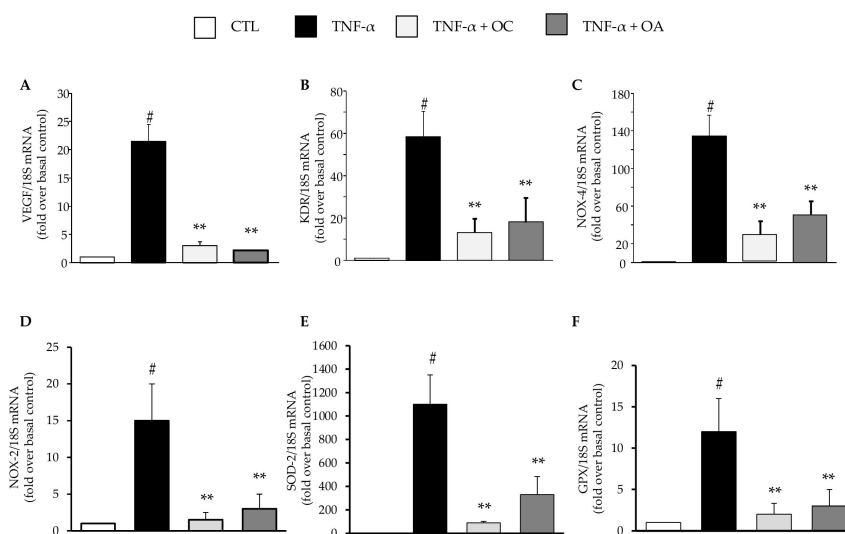 CTL TNF-α TNF-α + OC TNF-α + OA
A
VEGF/18S mRNA
(fold over basal control)
30
25
20
15
10
5
0
#
**
**
B
KDR/18S mRNA
(fold over basal control)
80
60
40
20
0
#
**
**
C
NOX-4/18S mRNA
(fold over basal control)
180
140
100
60
20
0
#
**
**
D
NOX-2/18S mRNA
(fold over basal control)
25
20
15
10
5
0
#
**
**
E
SOD-2/18S mRNA
(fold over basal control)
1600
1400
1200
1000
800
600
400
200
0
#
**
**
F
GPX/18S mRNA
(fold over basal control)
20
15
10
5
0
#
**
**